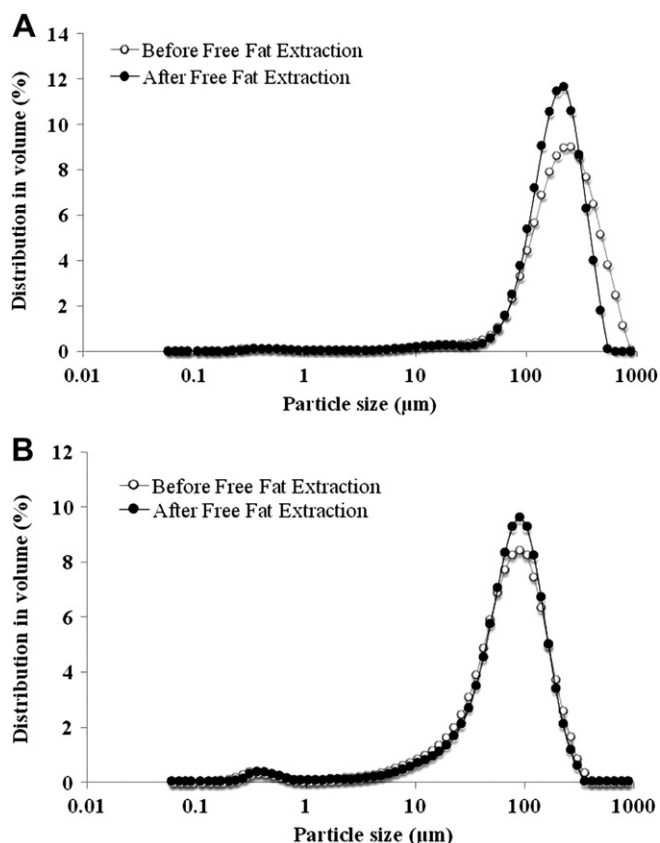 A
14
Before Free Fat Extraction
After Free Fat Extraction
12
10
8
6
4
2
0
Distribution in volume (%)
0.01 0.1 1 10 100 1000
Particle size (μm)
B
12
Before Free Fat Extraction
After Free Fat Extraction
10
8
6
4
2
0
Distribution in volume (%)
0.01 0.1 1 10 100 1000
Particle size (μm)